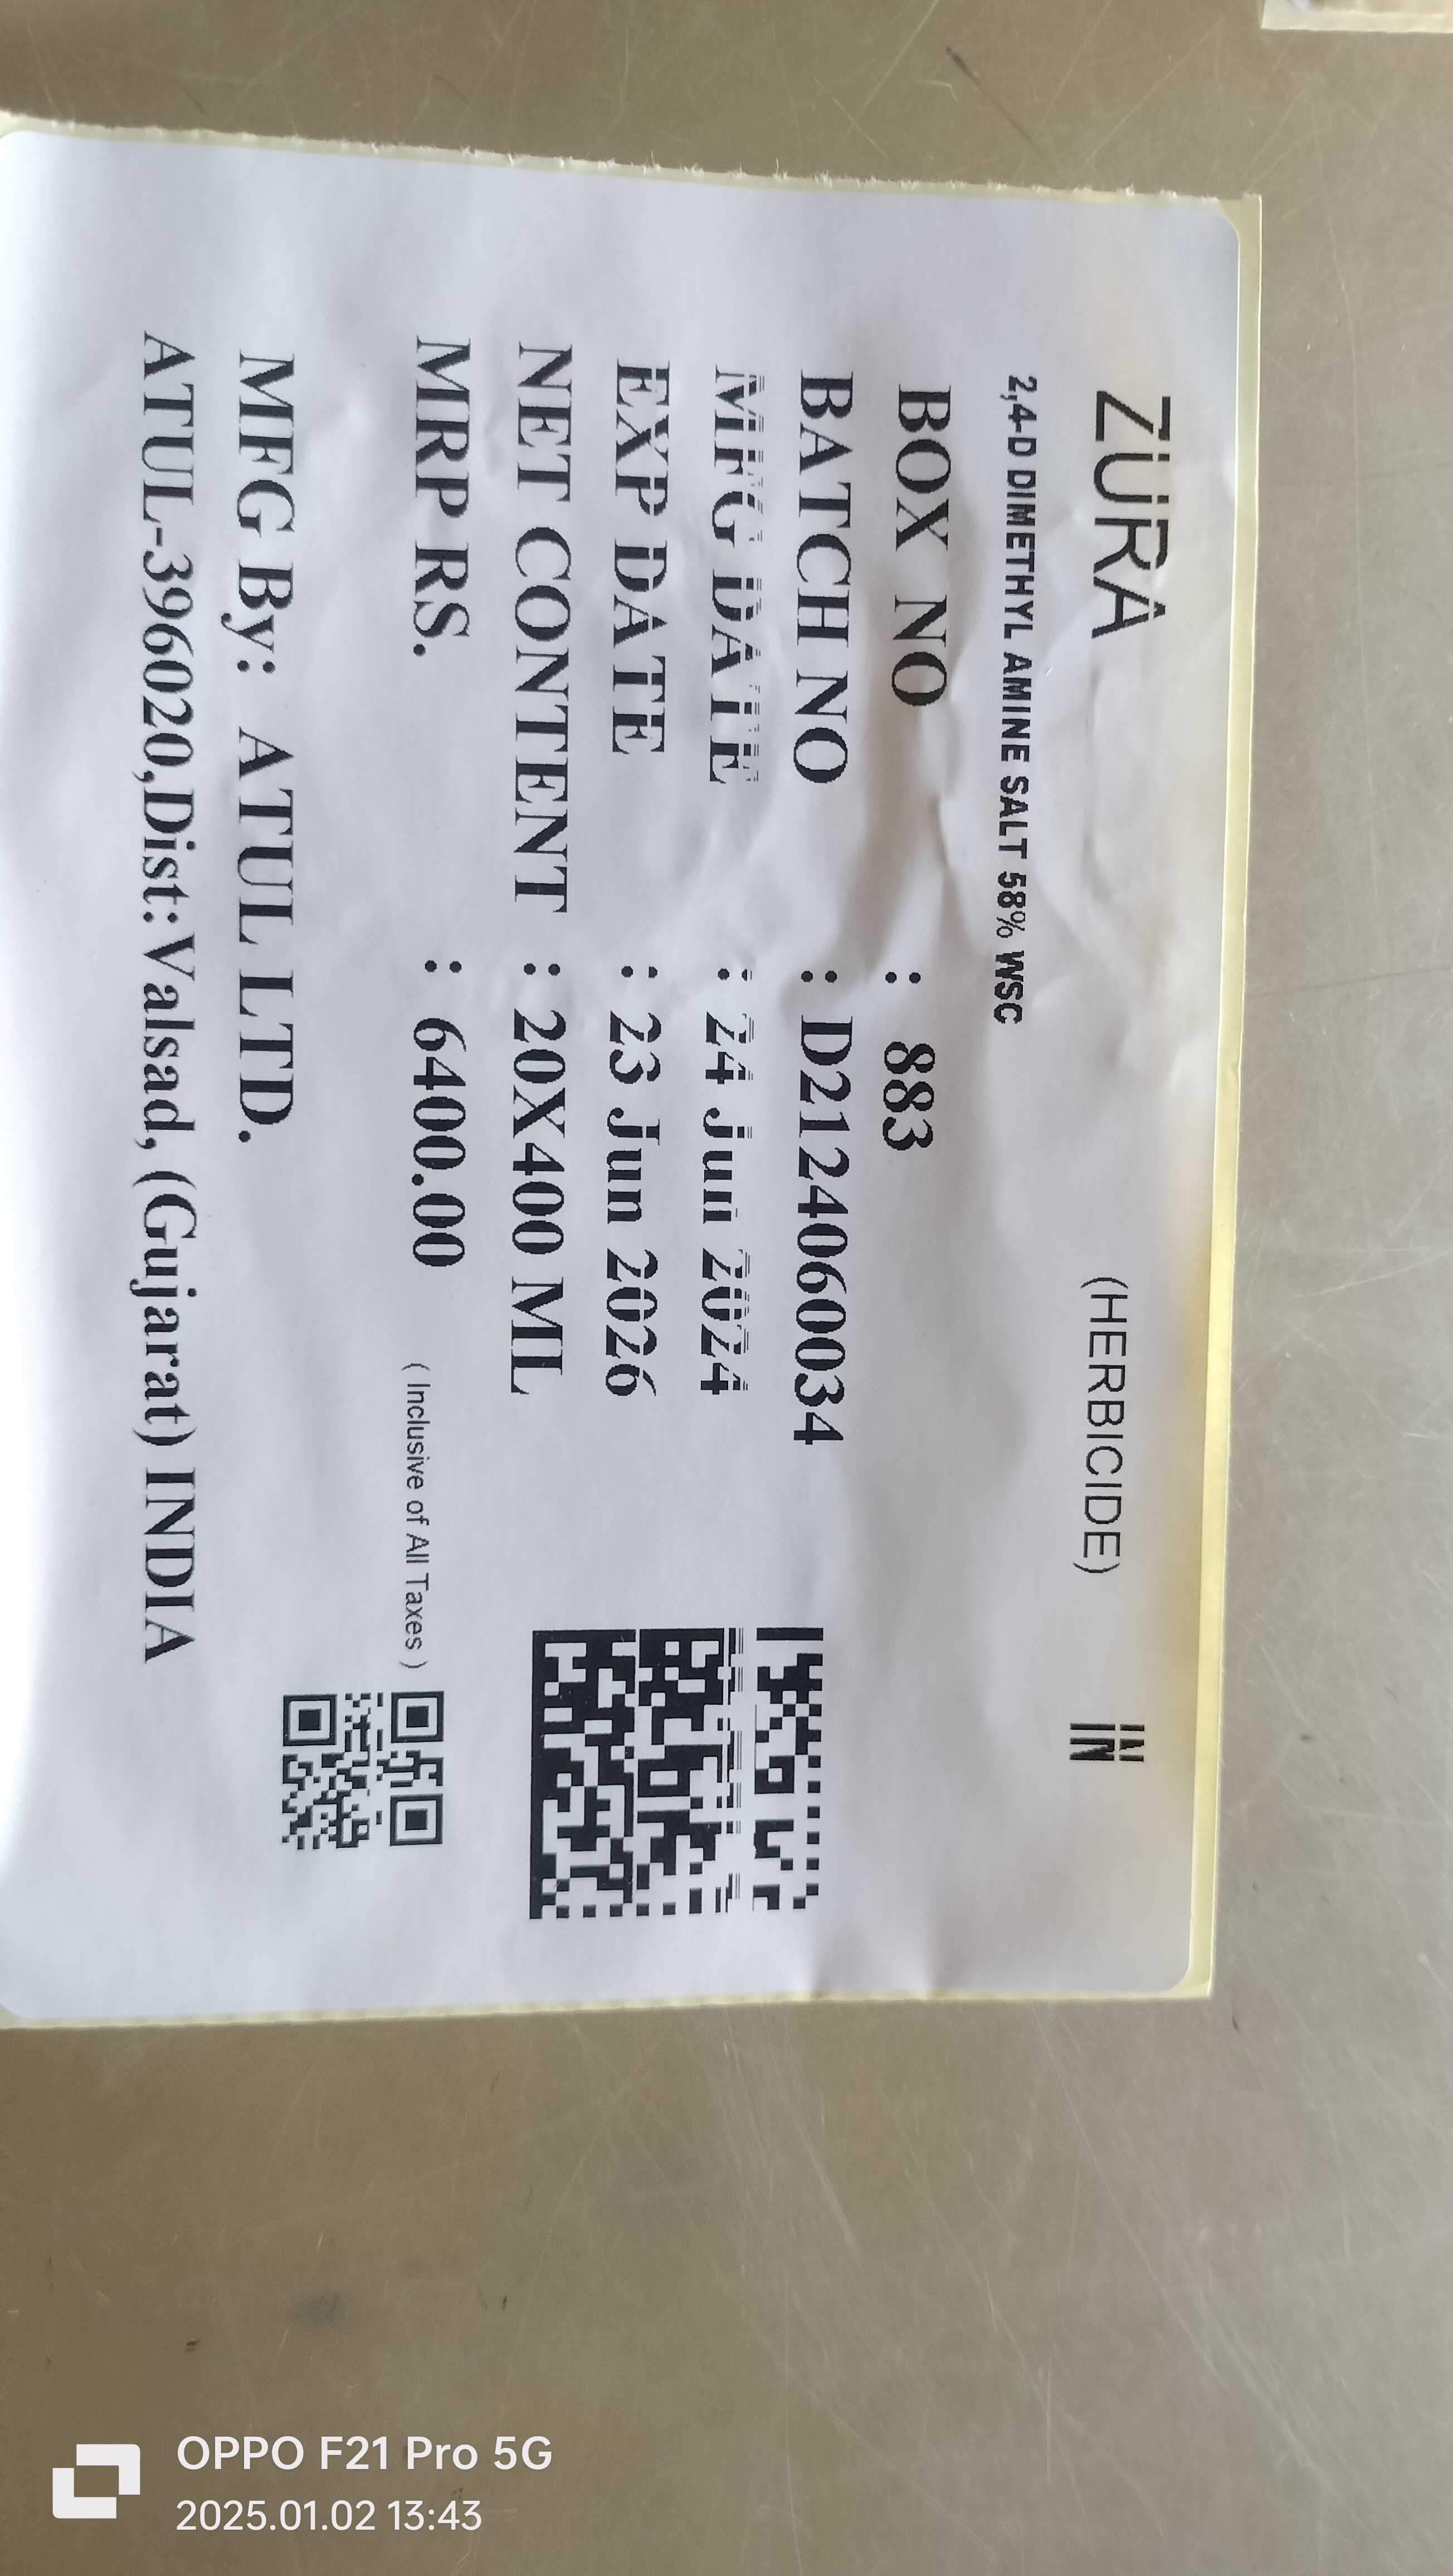 ZURA (HERBICIDE) IN
2,4-D DIMETHYL AMINE SALT 58% WSC
BOX NO : 883
BATCH NO : D212406034
MFG DATE : 24 Jun 2024
EXP DATE : 23 Jun 2026
NET CONTENT : 20X400 ML
MRP RS. : 6400.00 ( Inclusive of All Taxes )
MFG By: ATUL LTD.
ATUL-396020,Dist:Valsad, (Gujarat) INDIA
OPPO F21 Pro 5G
2025.01.02 13:43